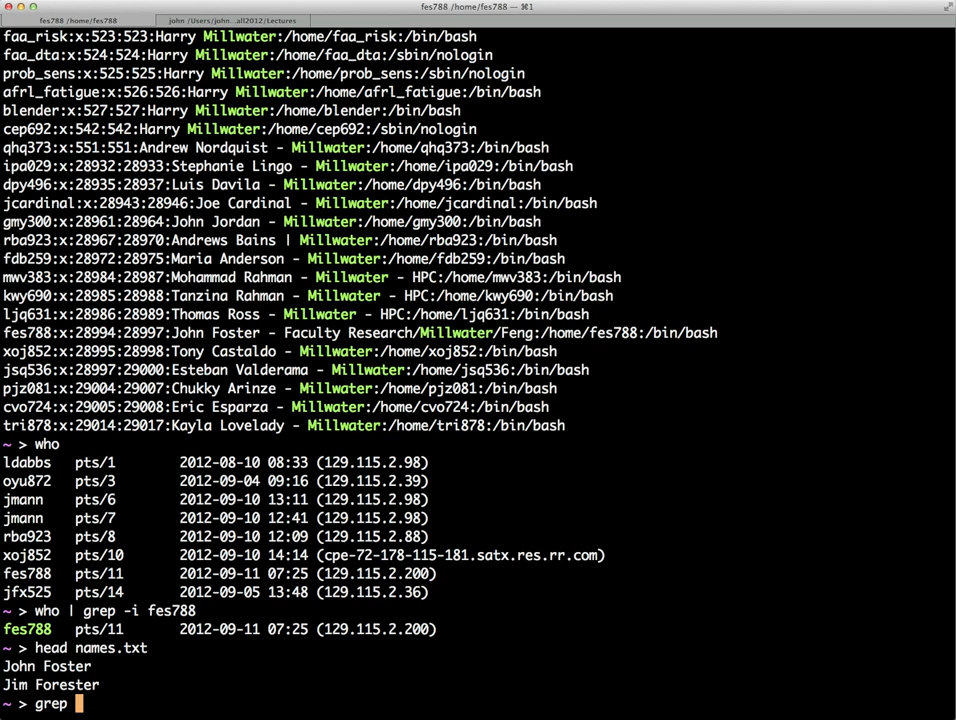 fes788 /home/fes788 — ⌘1
fes788 /home/fes788
john /Users/john...all2012/Lectures
faa_risk:x:523:523:Harry Millwater:/home/faa_risk:/bin/bash
faa_dta:x:524:524:Harry Millwater:/home/faa_dta:/sbin/nologin
prob_sens:x:525:525:Harry Millwater:/home/prob_sens:/sbin/nologin
afrl_fatigue:x:526:526:Harry Millwater:/home/afrl_fatigue:/bin/bash
blender:x:527:527:Harry Millwater:/home/blender:/bin/bash
cep692:x:542:542:Harry Millwater:/home/cep692:/sbin/nologin
qhq373:x:551:551:Andrew Nordquist - Millwater:/home/qhq373:/bin/bash
ipa029:x:28932:28933:Stephanie Lingo - Millwater:/home/ipa029:/bin/bash
dpy496:x:28935:28937:Luis Davila - Millwater:/home/dpy496:/bin/bash
jcardinal:x:28943:28946:Joe Cardinal - Millwater:/home/jcardinal:/bin/bash
gmy300:x:28961:28964:John Jordan - Millwater:/home/gmy300:/bin/bash
rba923:x:28967:28970:Andrews Bains | Millwater:/home/rba923:/bin/bash
fdb259:x:28972:28975:Maria Anderson - Millwater:/home/fdb259:/bin/bash
mwv383:x:28984:28987:Mohammad Rahman - Millwater - HPC:/home/mwv383:/bin/bash
kwy690:x:28985:28988:Tanzina Rahman - Millwater - HPC:/home/kwy690:/bin/bash
ljq631:x:28986:28989:Thomas Ross - Millwater - HPC:/home/ljq631:/bin/bash
fes788:x:28994:28997:John Foster - Faculty Research/Millwater/Feng:/home/fes788:/bin/bash
xoj852:x:28995:28998:Tony Castaldo - Millwater:/home/xoj852:/bin/bash
jsq536:x:28997:29000:Esteban Valderama - Millwater:/home/jsq536:/bin/bash
pjz081:x:29004:29007:Chukky Arinze - Millwater:/home/pjz081:/bin/bash
cvo724:x:29005:29008:Eric Esparza - Millwater:/home/cvo724:/bin/bash
tri878:x:29014:29017:Kayla Lovelady - Millwater:/home/tri878:/bin/bash
~ > who
ldabbs   pts/1        2012-08-10 08:33 (129.115.2.98)
oyu872   pts/3        2012-09-04 09:16 (129.115.2.39)
jmann    pts/6        2012-09-10 13:11 (129.115.2.98)
jmann    pts/7        2012-09-10 12:41 (129.115.2.98)
rba923   pts/8        2012-09-10 12:09 (129.115.2.88)
xoj852   pts/10       2012-09-10 14:14 (cpe-72-178-115-181.satx.res.rr.com)
fes788   pts/11       2012-09-11 07:25 (129.115.2.200)
jfx525   pts/14       2012-09-05 13:48 (129.115.2.36)
~ > who | grep -i fes788
fes788   pts/11       2012-09-11 07:25 (129.115.2.200)
~ > head names.txt
John Foster
Jim Forester
~ > grep